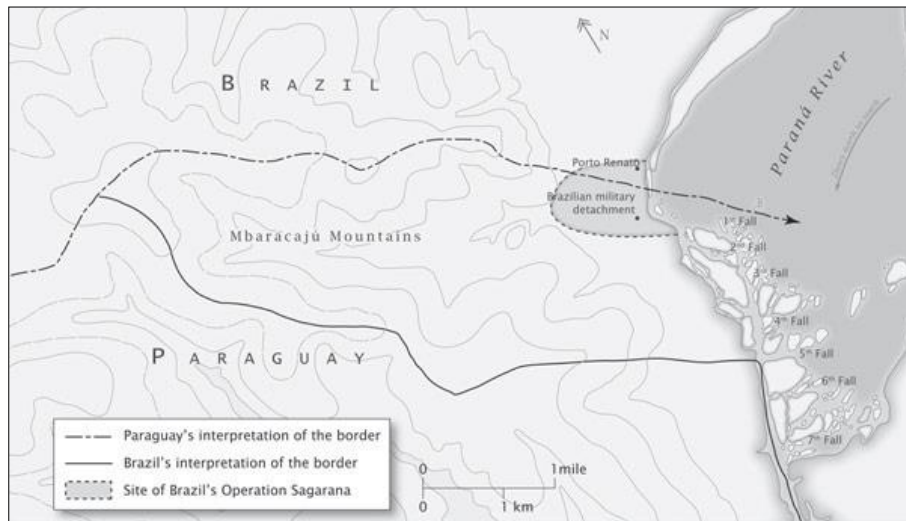 N
BRAZIL
Paraná River
Porto Renato
Brazilian military
detachment
1st Fall
Mbaracajú Mountains
2nd Fall
3rd Fall
4th Fall
PARAGUAY
5th Fall
6th Fall
7th Fall
Paraguay's interpretation of the border
Brazil's interpretation of the border
Site of Brazil's Operation Sagarana
0 1mile
0 1 km